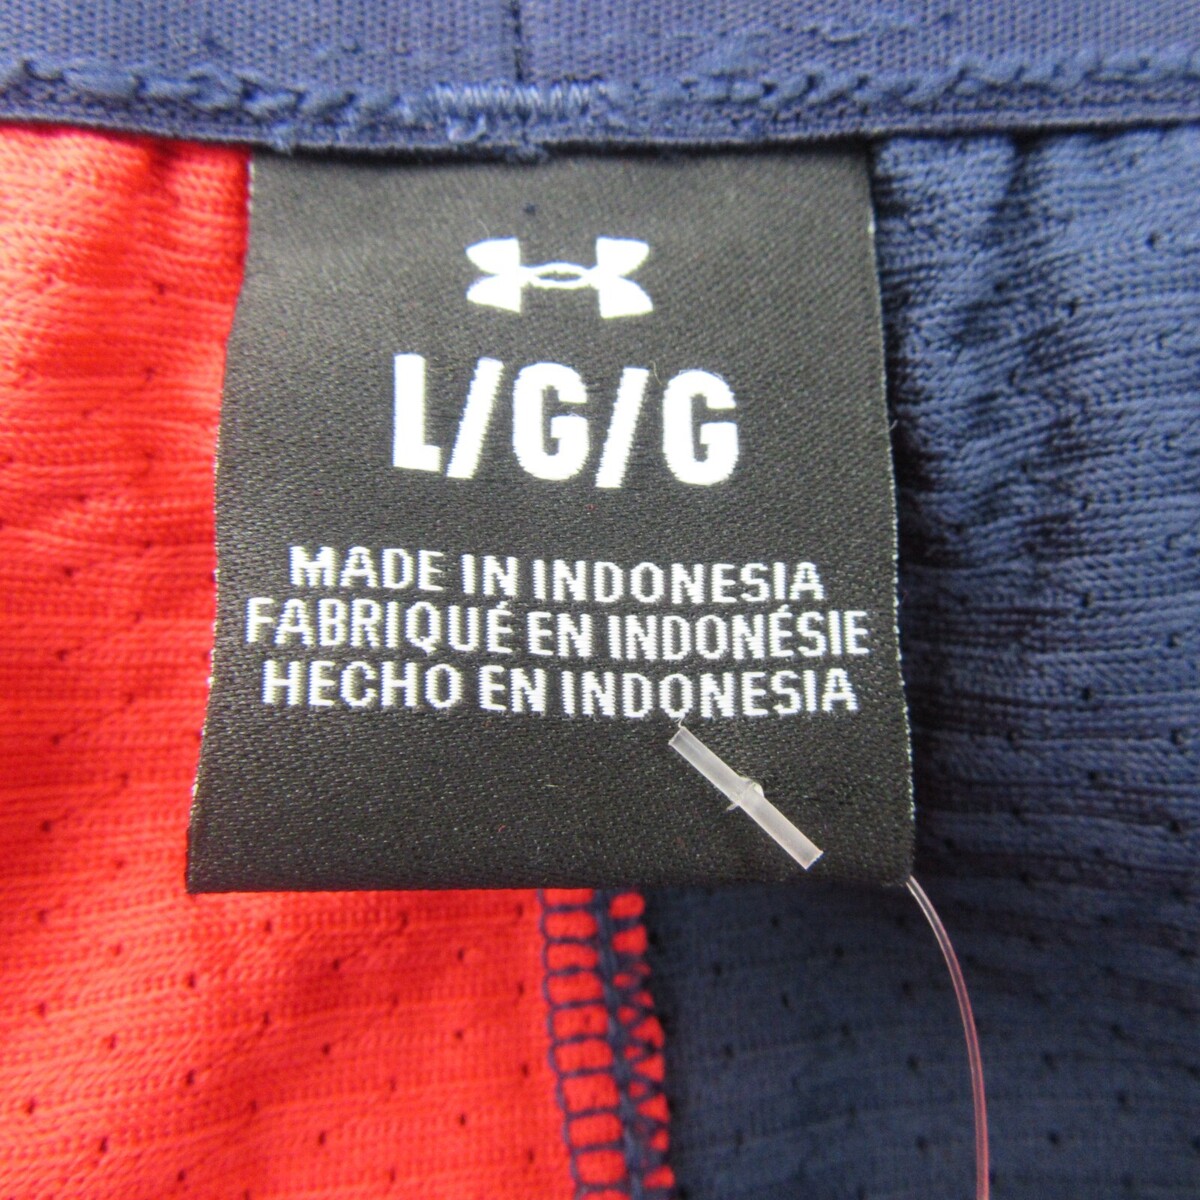 L/G/G
MADE IN INDONESIA
FABRIQUÉ EN INDONÉSIE
HECHO EN INDONESIA